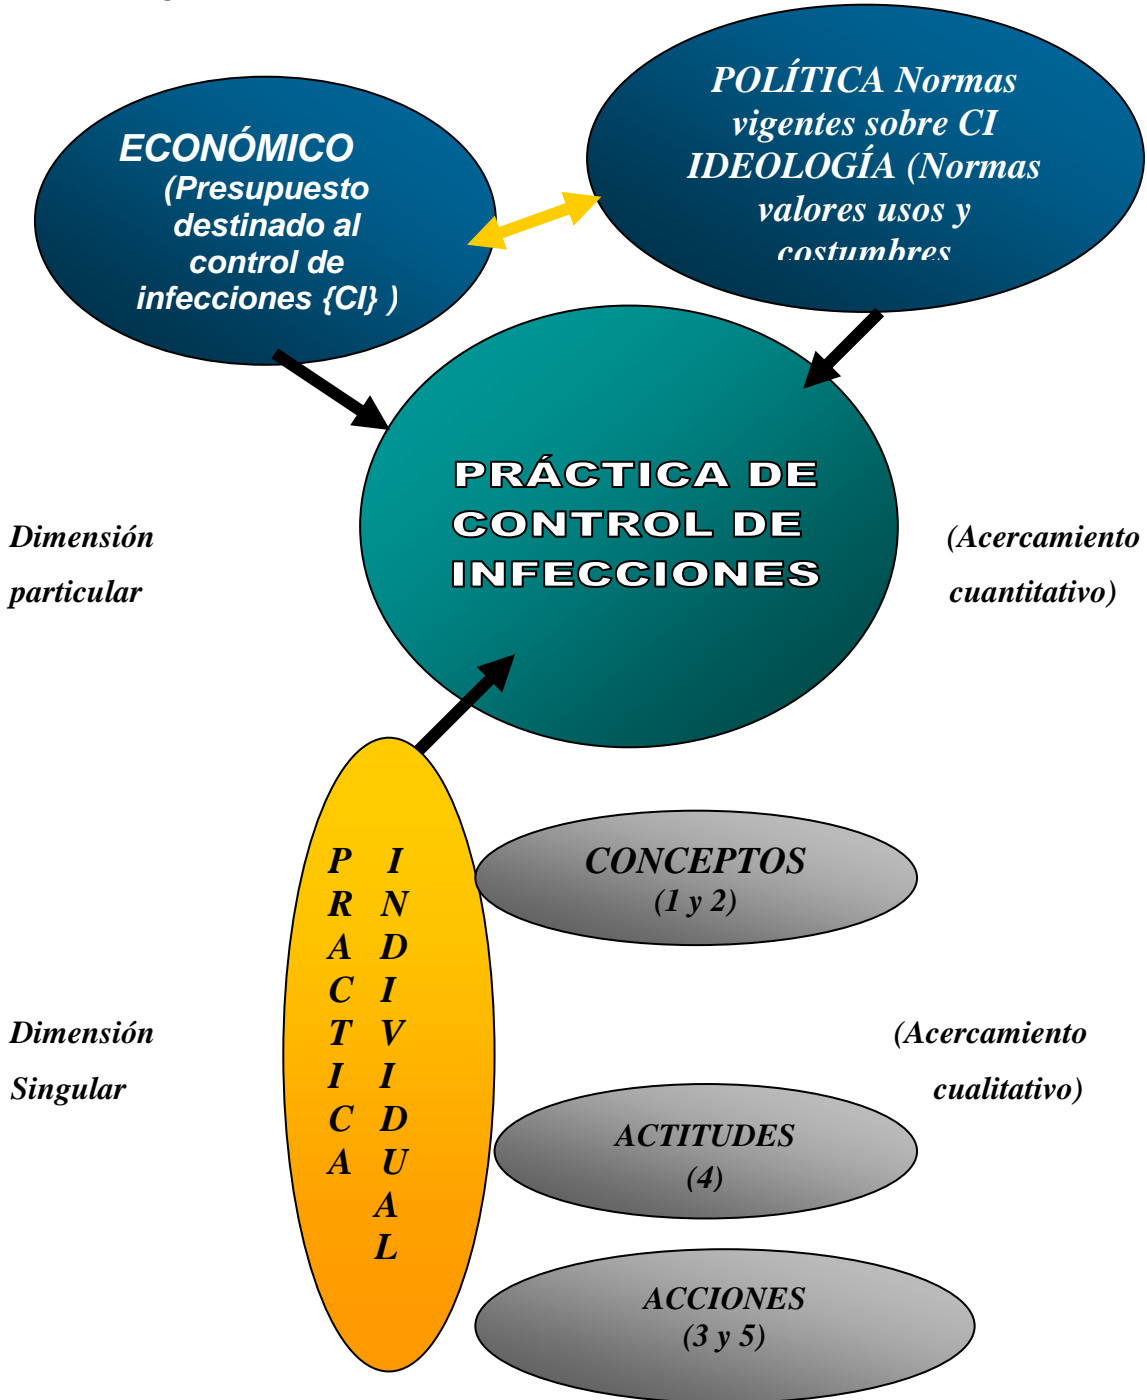 ECONÓMICO
(Presupuesto
destinado al
control de
infecciones {CI} )
POLÍTICA Normas
vigentes sobre CI
IDEOLOGÍA (Normas
valores usos y
costumbres
PRÁCTICA DE
CONTROL DE
INFECCIONES
Dimensión
particular
(Acercamiento
cuantitativo)
P I
R N
A D
C I
T V
I I
C D
A U
A
L
CONCEPTOS
(1 y 2)
Dimensión
Singular
(Acercamiento
cualitativo)
ACTITUDES
(4)
ACCIONES
(3 y 5)